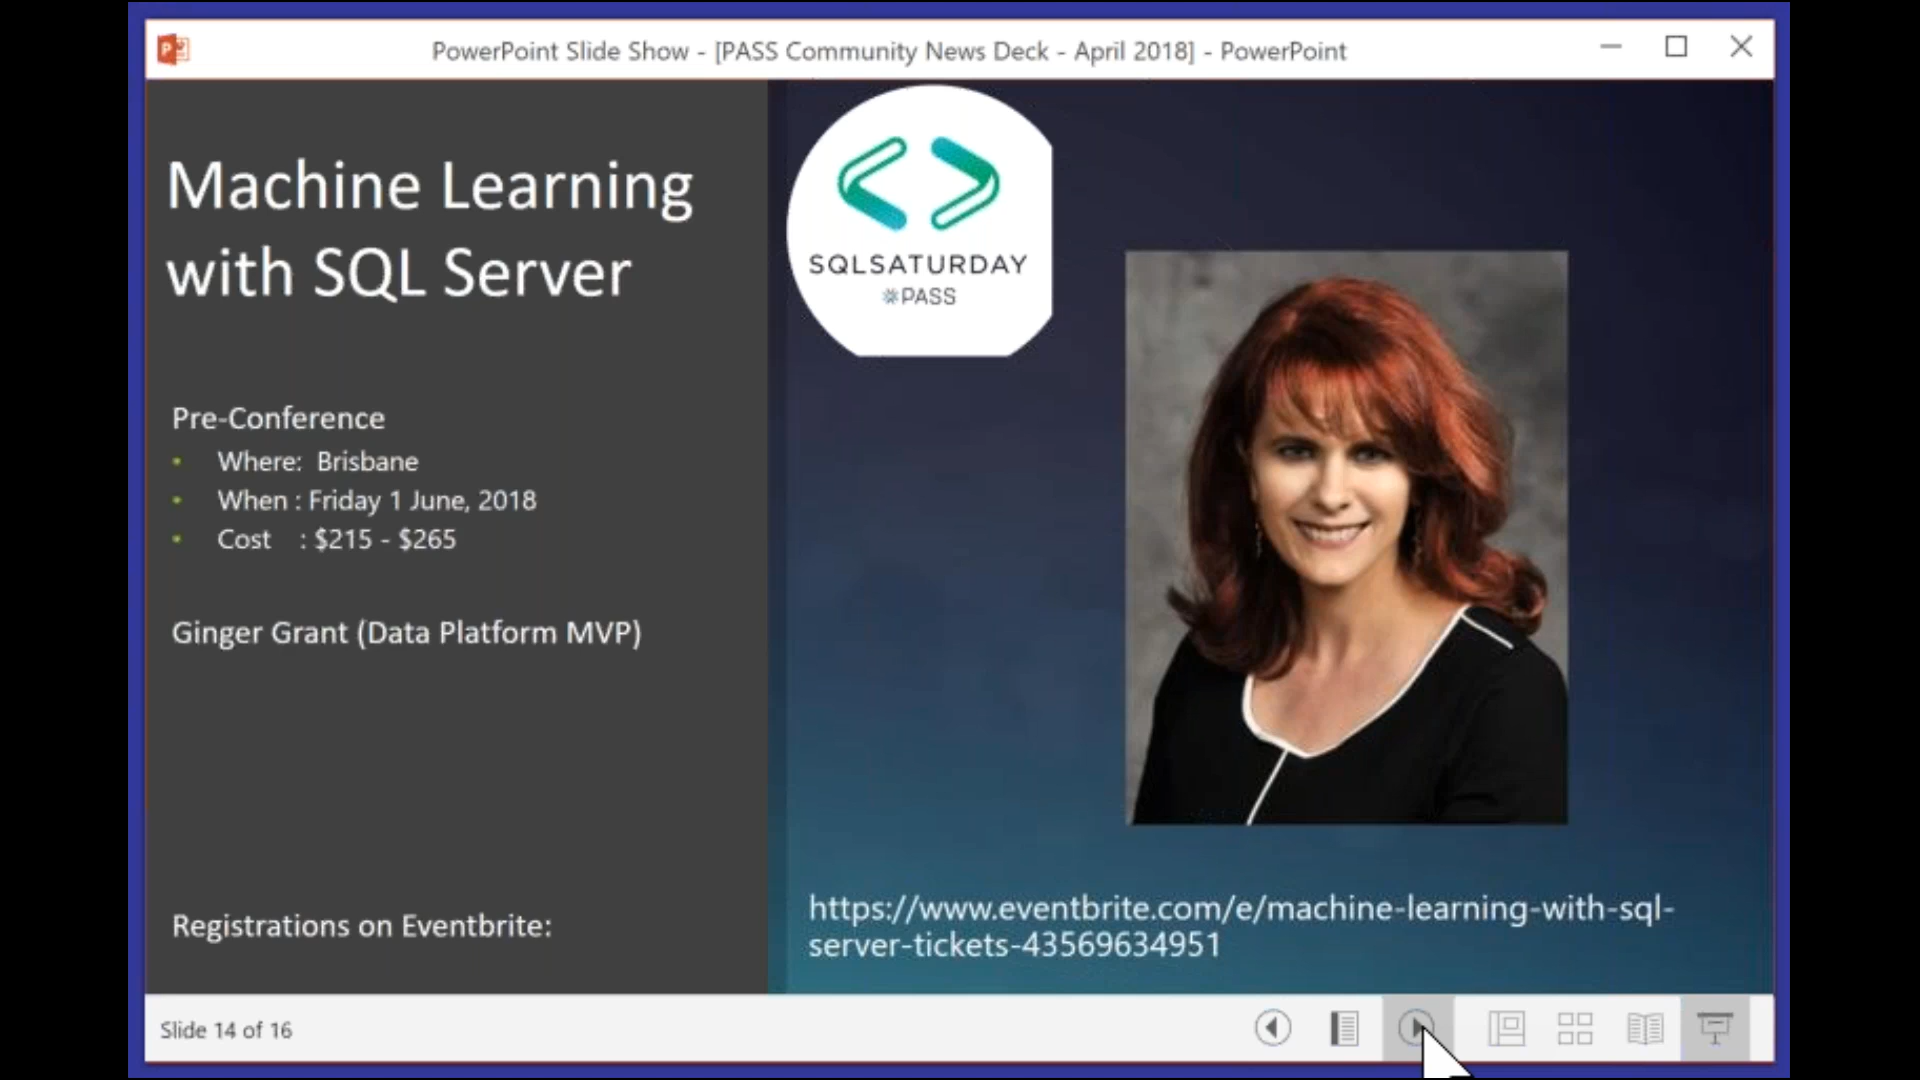 PowerPoint Slide Show - [PASS Community News Deck - April 2018] - PowerPoint
Machine Learning
with SQL Server
Pre-Conference
• Where: Brisbane
• When : Friday 1 June, 2018
• Cost : $215 - $265
Ginger Grant (Data Platform MVP)
Registrations on Eventbrite:
SQLSATURDAY
PASS
https://www.eventbrite.com/e/machine-learning-with-sql-
server-tickets-43569634951
Slide 14 of 16